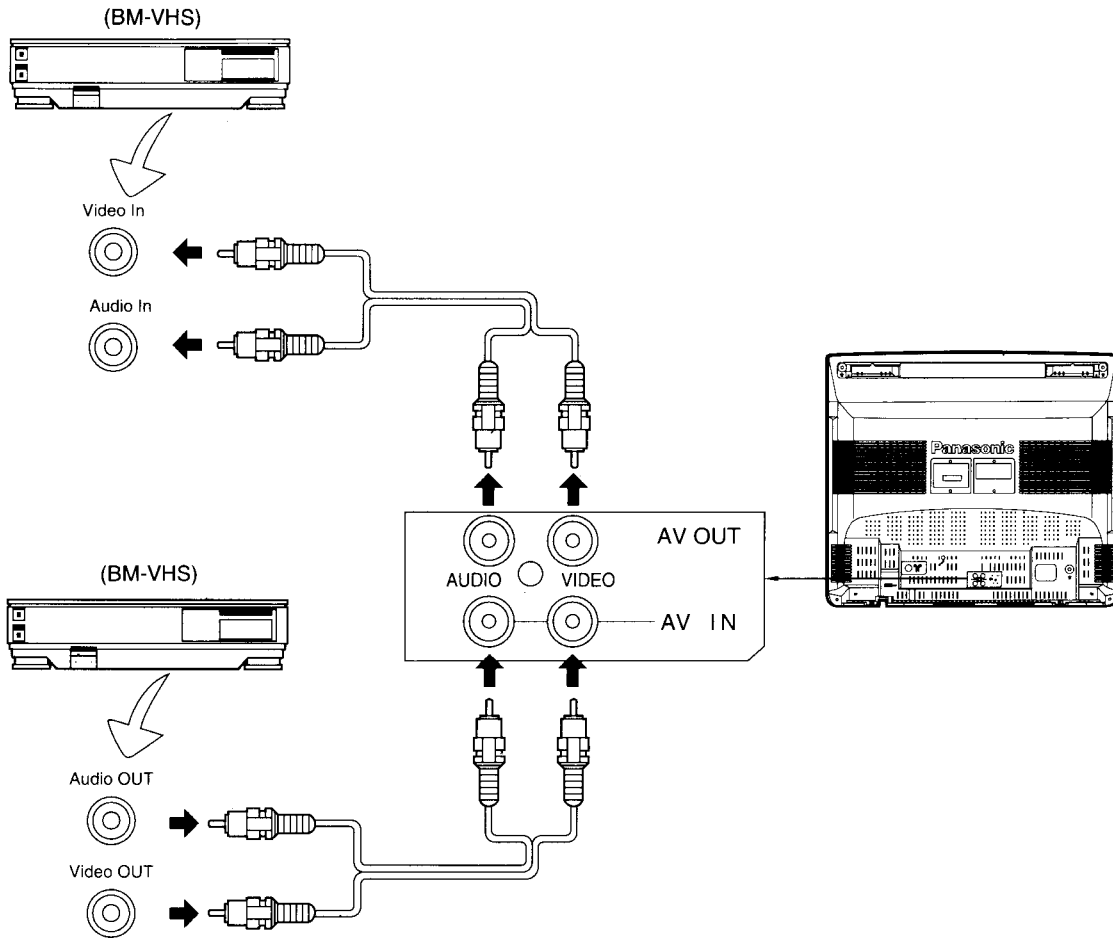 (BM-VHS)
Video In
Audio In
Panasonic
AV OUT
AUDIO VIDEO
AV IN
(BM-VHS)
Audio OUT
Video OUT